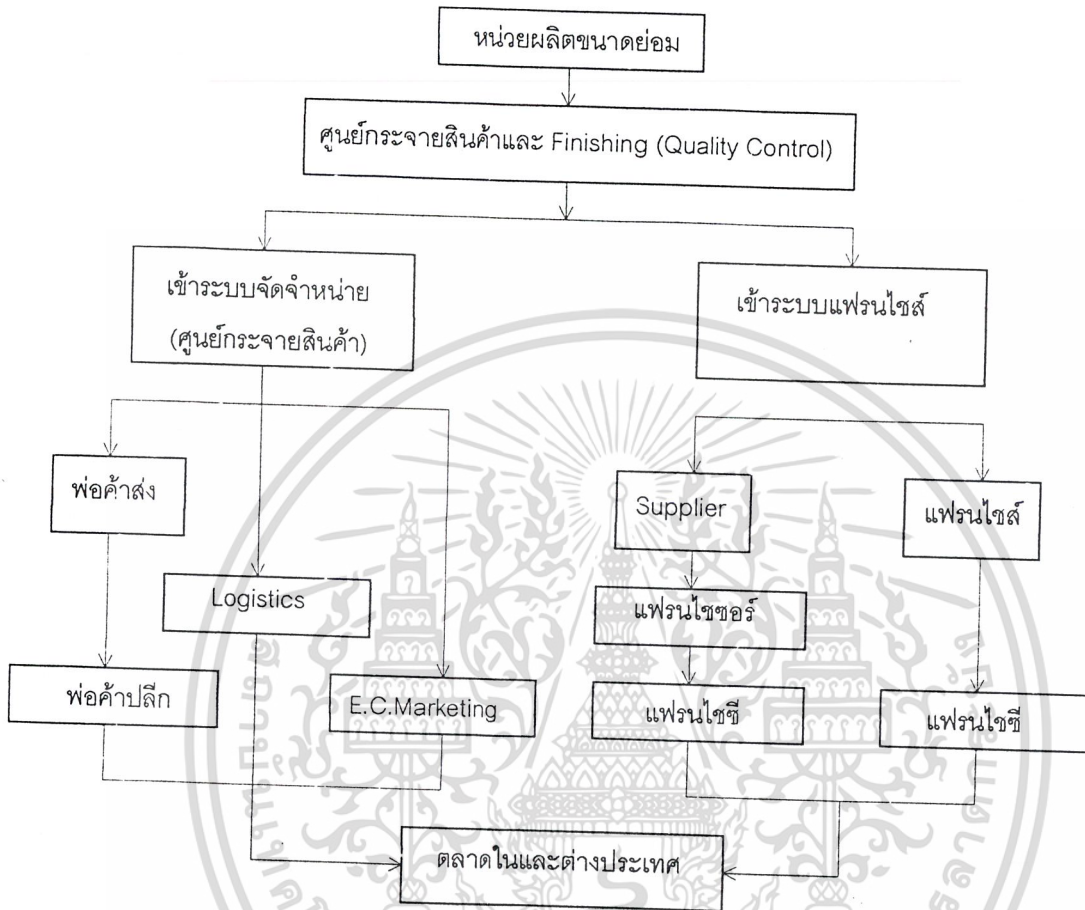 หน่วยผลิตขนาดย่อม
ศูนย์กระจายสินค้าและ Finishing (Quality Control)
เข้าระบบจัดจำหน่าย
(ศูนย์กระจายสินค้า)
เข้าระบบแฟรนไชส์
พ่อค้าส่ง
Supplier
แฟรนไชส์
Logistics
แฟรนไชซอร์
พ่อค้าปลีก
E.C.Marketing
แฟรนไชซี
แฟรนไชซี
ตลาดในและต่างประเทศ